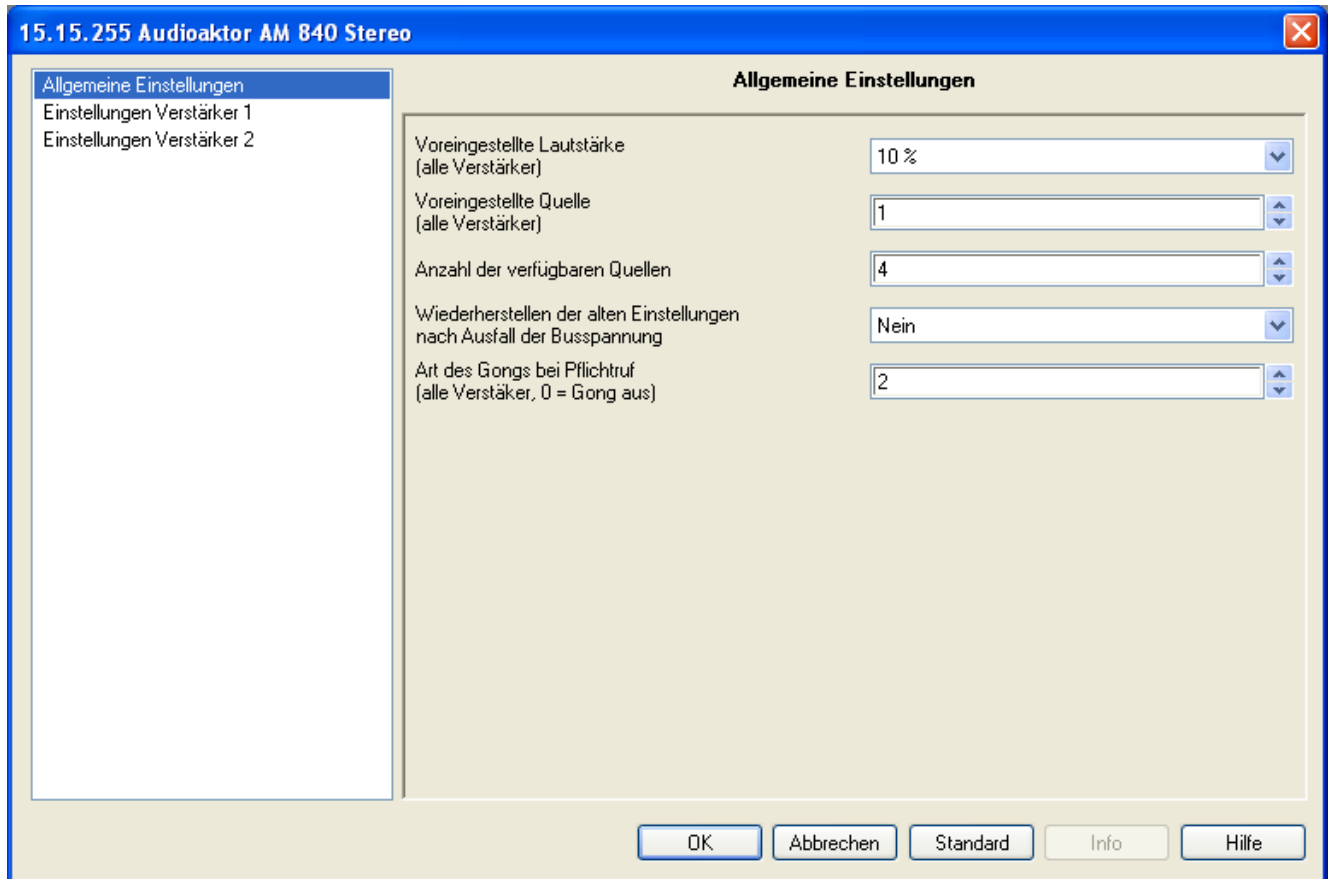 15.15.255 Audioaktor AM 840 Stereo
Allgemeine Einstellungen
Einstellungen Verstärker 1
Einstellungen Verstärker 2
Allgemeine Einstellungen
Voreingestellte Lautstärke
(alle Verstärker)
10 %
Voreingestellte Quelle
(alle Verstärker)
1
Anzahl der verfügbaren Quellen
4
Wiederherstellen der alten Einstellungen
nach Ausfall der Busspannung
Nein
Art des Gongs bei Pflichtruf
(alle Verstäker, 0 = Gong aus)
2
OK
Abbrechen
Standard
Info
Hilfe